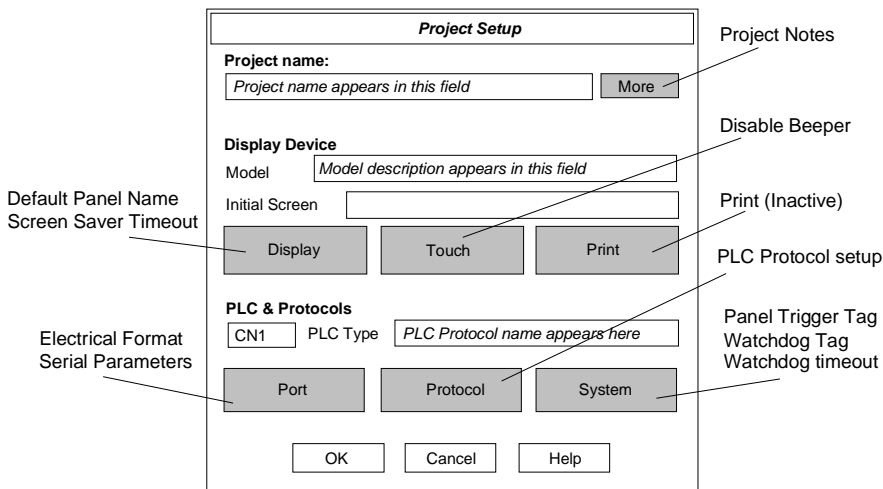 Project Setup
Project Notes
Project name:
Project name appears in this field
More
Disable Beeper
Display Device
Model
Model description appears in this field
Default Panel Name
Screen Saver Timeout
Initial Screen
Print (Inactive)
Display
Touch
Print
PLC Protocol setup
PLC & Protocols
CN1
PLC Type
PLC Protocol name appears here
Panel Trigger Tag
Watchdog Tag
Watchdog timeout
Electrical Format
Serial Parameters
Port
Protocol
System
OK
Cancel
Help